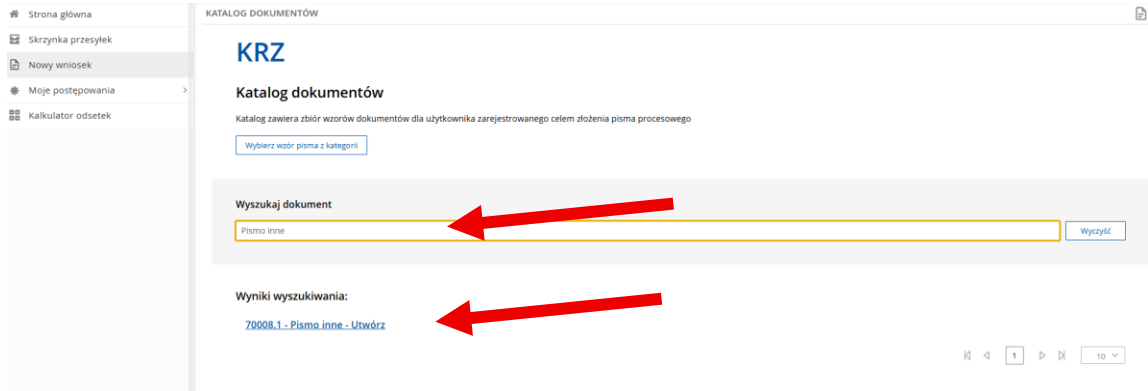 Strona główna
Skrzynka przesyłek
Nowy wniosek
Moje postępowania
Kalkulator odsetek
KATALOG DOKUMENTÓW
KRZ
Katalog dokumentów
Katalog zawiera zbiór wzorów dokumentów dla użytkownika zarejestrowanego celem złożenia pisma procesowego
Wybierz wzór pisma z kategorii
Wyszukaj dokument
Pismo inne
Wyczyść
Wyniki wyszukiwania:
70008.1 - Pismo inne - Utwórz
1
10